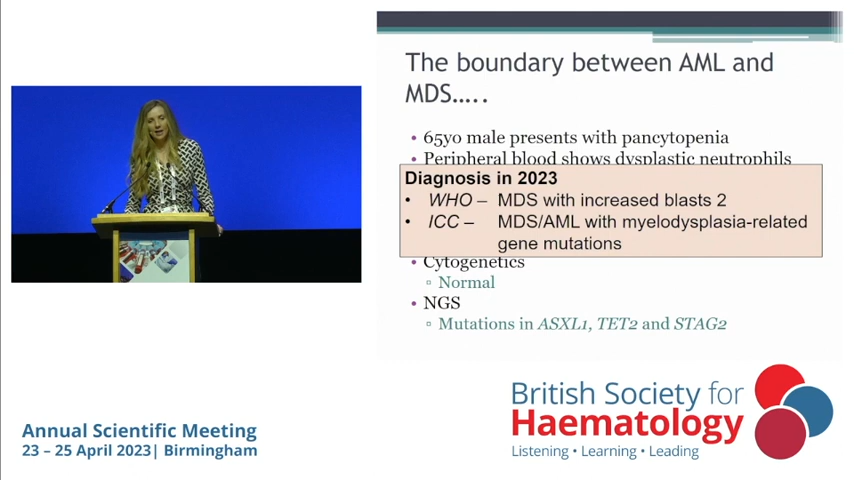 The boundary between AML and
MDS.....
• 65yo male presents with pancytopenia
• Peripheral blood shows dysplastic neutrophils
Diagnosis in 2023
• WHO – MDS with increased blasts 2
• ICC – MDS/AML with myelodysplasia-related
gene mutations
Cytogenetics
▫ Normal
• NGS
▫ Mutations in ASXL1, TET2 and STAG2
British Society for
Haematology
Listening • Learning • Leading
Annual Scientific Meeting
23 – 25 April 2023| Birmingham